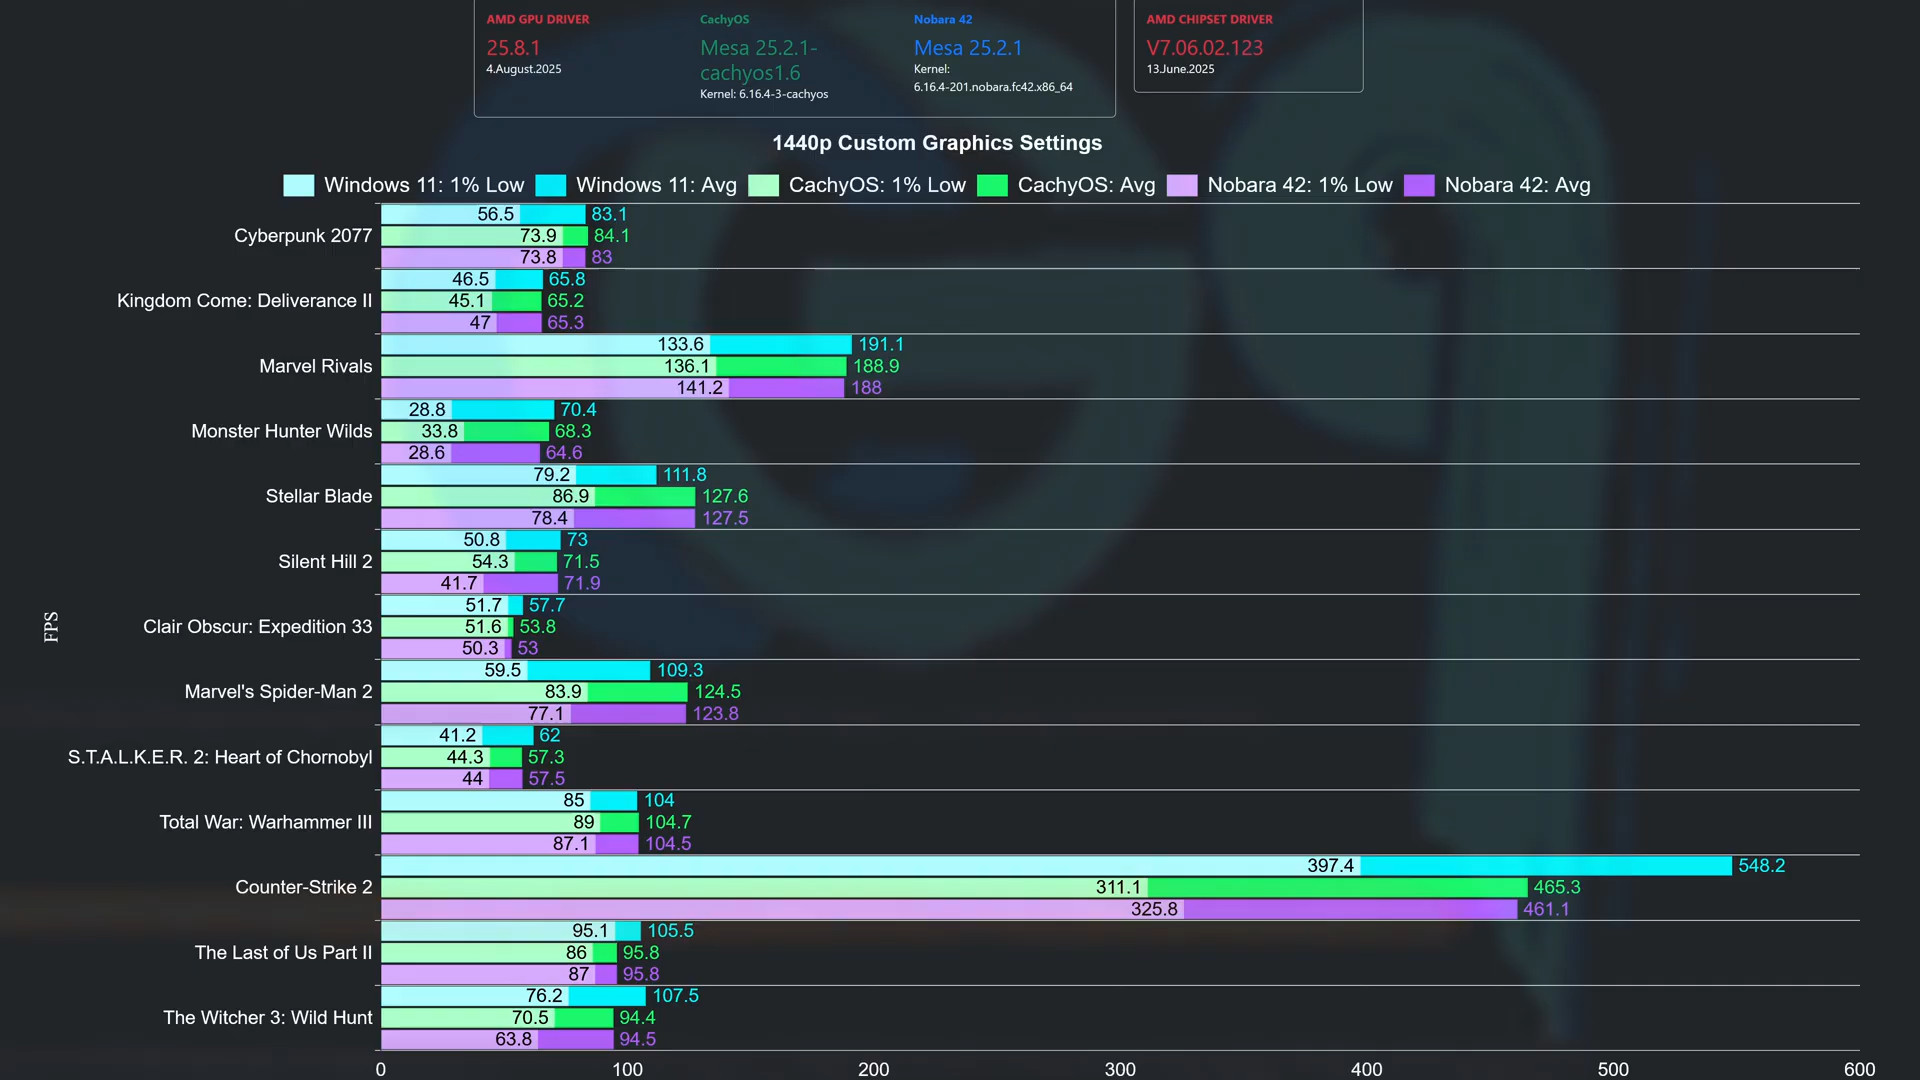 AMD GPU DRIVER
25.8.1
4.August.2025
CachyOS
Mesa 25.2.1-
cachyos1.6
Kernel: 6.16.4-3-cachyos
Nobara 42
Mesa 25.2.1
Kernel:
6.16.4-201.nobara.fc42.x86_64
AMD CHIPSET DRIVER
V7.06.02.123
13.June.2025
1440p Custom Graphics Settings
Windows 11: 1% Low Windows 11: Avg CachyOS: 1% Low CachyOS: Avg Nobara 42: 1% Low Nobara 42: Avg
FPS
Cyberpunk 2077
56.5 83.1
73.9 84.1
73.8 83
Kingdom Come: Deliverance II
46.5 65.8
45.1 65.2
47 65.3
Marvel Rivals
133.6 191.1
136.1 188.9
141.2 188
Monster Hunter Wilds
28.8 70.4
33.8 68.3
28.6 64.6
Stellar Blade
79.2 111.8
86.9 127.6
78.4 127.5
Silent Hill 2
50.8 73
54.3 71.5
41.7 71.9
Clair Obscur: Expedition 33
51.7 57.7
51.6 53.8
50.3 53
Marvel's Spider-Man 2
59.5 109.3
83.9 124.5
77.1 123.8
S.T.A.L.K.E.R. 2: Heart of Chornobyl
41.2 62
44.3 57.3
44 57.5
Total War: Warhammer III
85 104
89 104.7
87.1 104.5
Counter-Strike 2
397.4 548.2
311.1 465.3
325.8 461.1
The Last of Us Part II
95.1 105.5
86 95.8
87 95.8
The Witcher 3: Wild Hunt
76.2 107.5
70.5 94.4
63.8 94.5
0 100 200 300 400 500 600